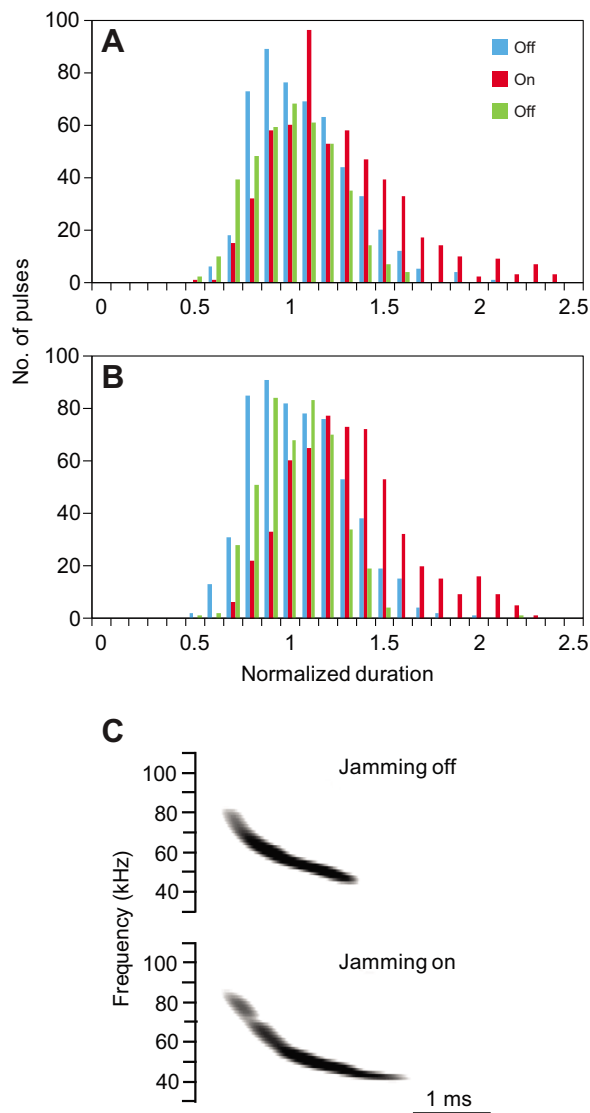 A
100
80
60
40
20
0
Off
On
Off
0 0.5 1 1.5 2 2.5
No. of pulses
B
100
80
60
40
20
0
0 0.5 1 1.5 2 2.5
Normalized duration
C
Jamming off
100
80
60
40
Frequency (kHz)
Jamming on
100
80
60
40
1 ms